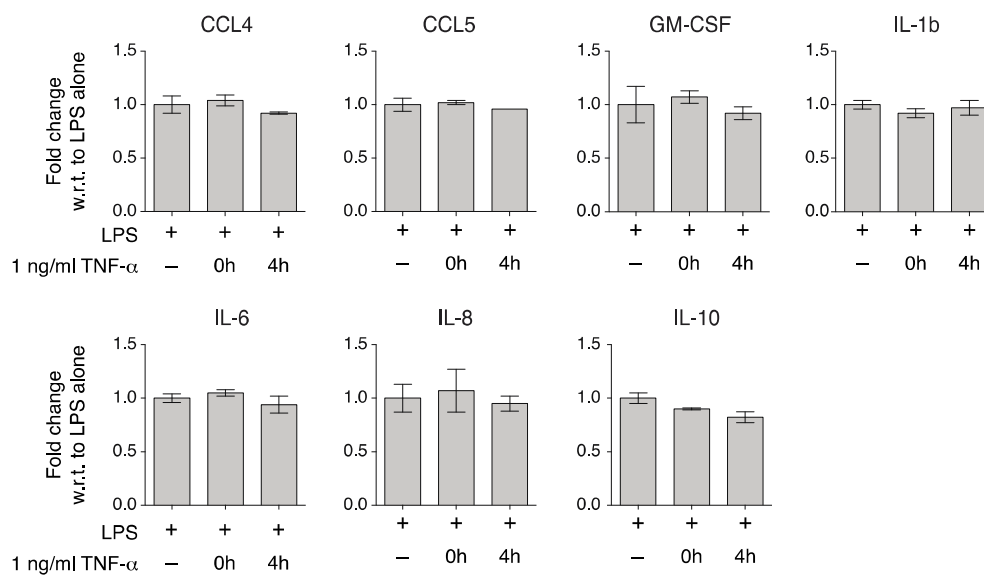 CCL4 CCL5 GM-CSF IL-1b
Fold change
w.r.t. to LPS alone
1.5 1.5 1.5 1.5
1.0 1.0 1.0 1.0
0.5 0.5 0.5 0.5
0.0 0.0 0.0 0.0
LPS + + + + + + + + + + + +
1 ng/ml TNF-α – 0h 4h – 0h 4h – 0h 4h – 0h 4h
IL-6 IL-8 IL-10
Fold change
w.r.t. to LPS alone
1.5 1.5 1.5
1.0 1.0 1.0
0.5 0.5 0.5
0.0 0.0 0.0
LPS + + + + + + + + +
1 ng/ml TNF-α – 0h 4h – 0h 4h – 0h 4h